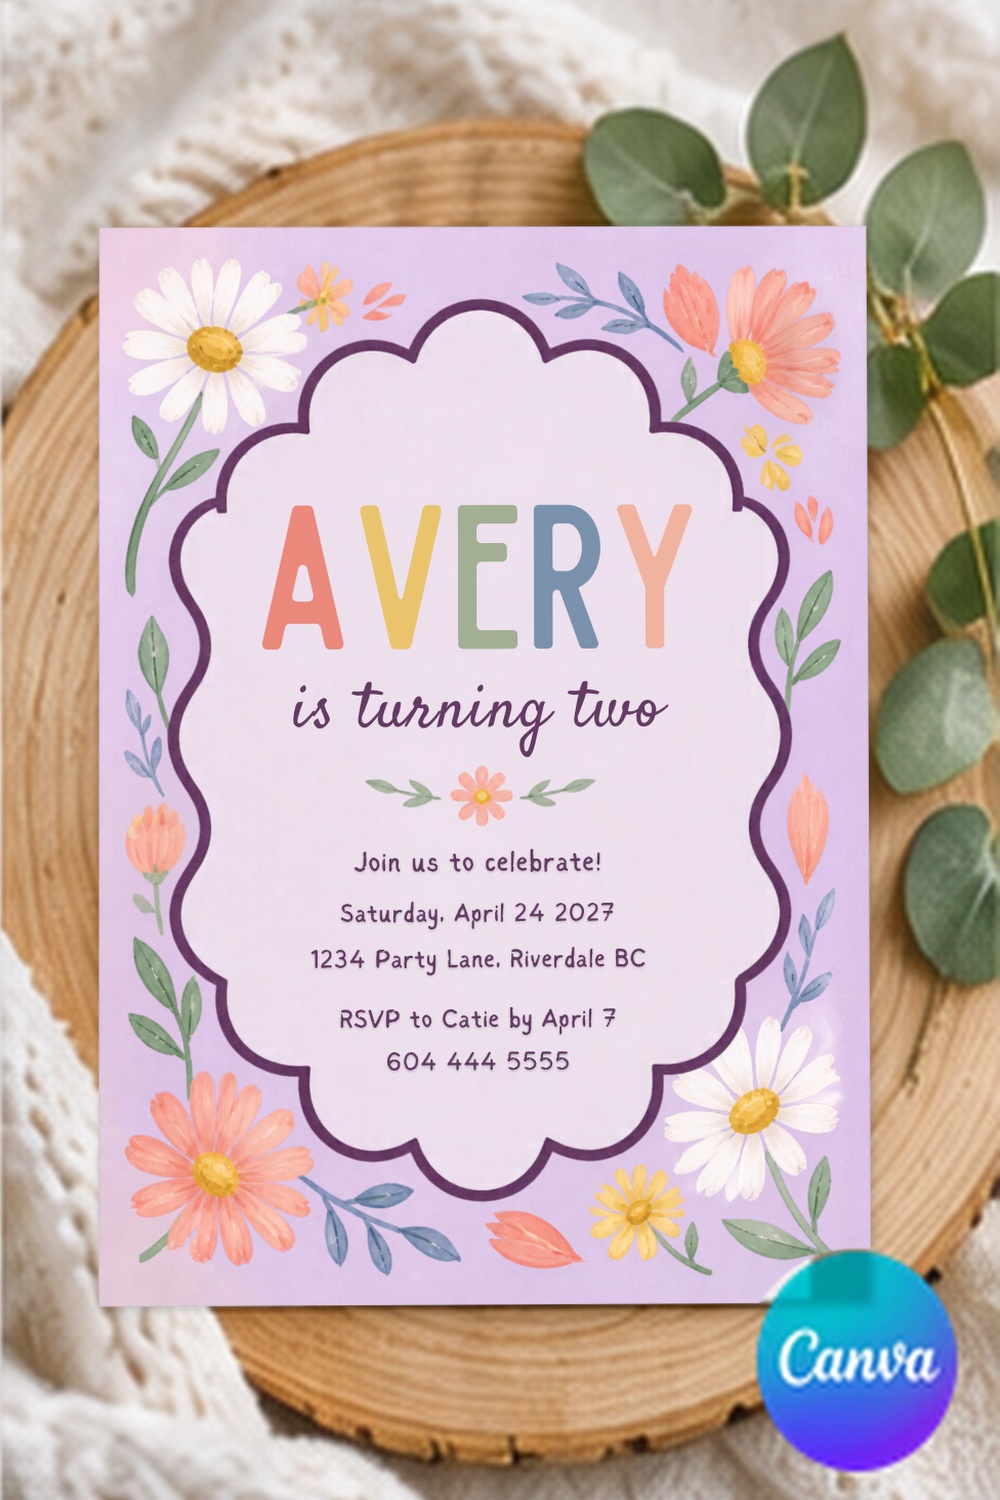 AVERY
is turning two
Join us to celebrate!
Saturday, April 24 2027
1234 Party Lane, Riverdale BC
RSVP to Catie by April 7
604 444 5555
Canva